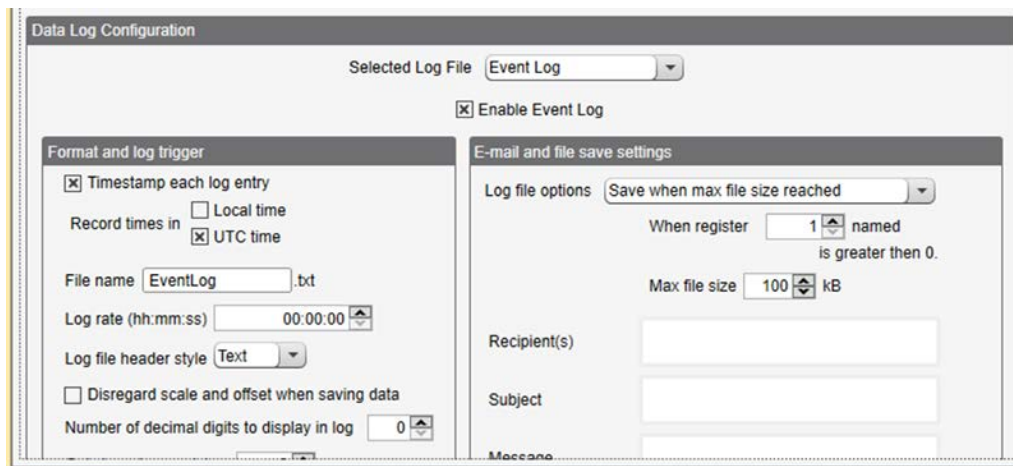 Data Log Configuration
Selected Log File Event Log
Enable Event Log
Format and log trigger
Timestamp each log entry
Record times in Local time
UTC time
File name EventLog .txt
Log rate (hh:mm:ss) 00:00:00
Log file header style Text
Disregard scale and offset when saving data
Number of decimal digits to display in log 0
E-mail and file save settings
Log file options Save when max file size reached
When register 1 named
is greater then 0.
Max file size 100 kB
Recipient(s)
Subject
Message